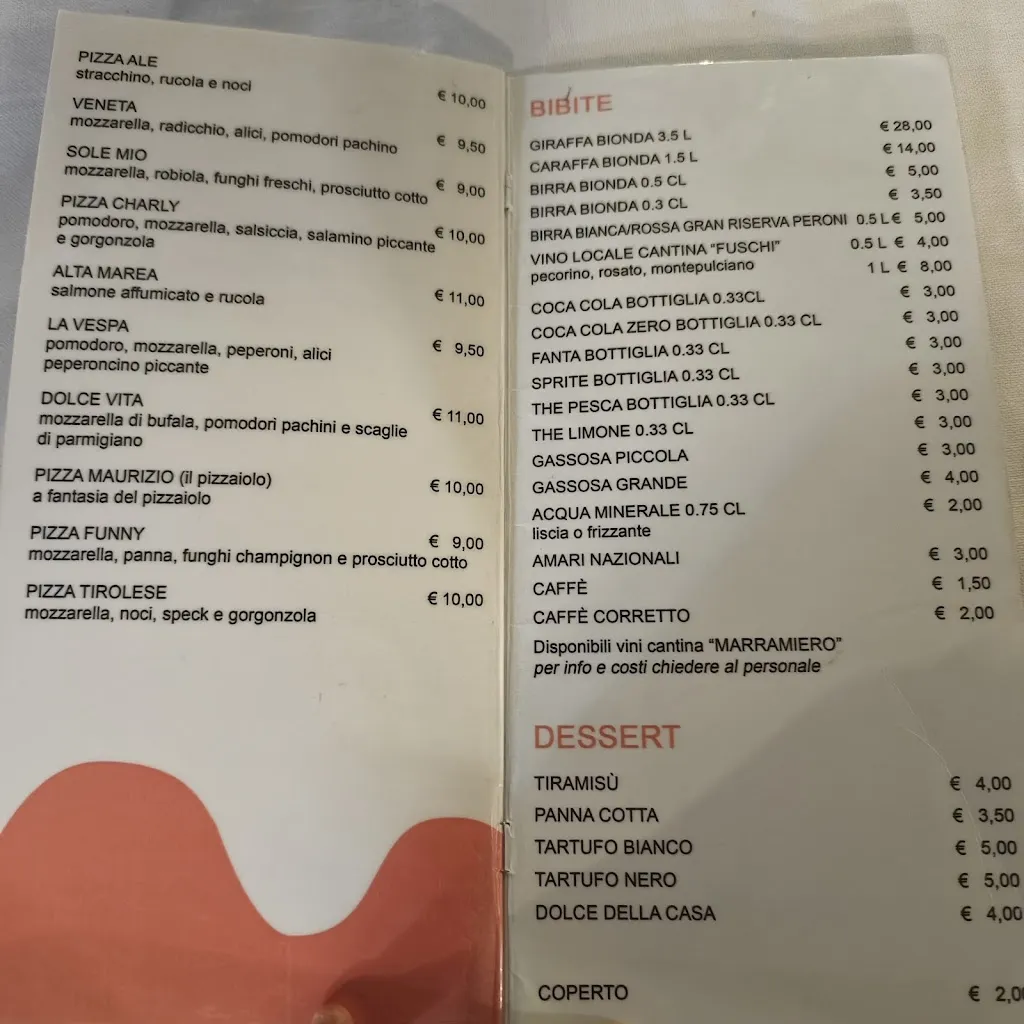 PIZZA ALE
stracchino, rucola e noci € 10,00
VENETA
mozzarella, radicchio, alici, pomodori pachino € 9,50
SOLE MIO
mozzarella, robiola, funghi freschi, prosciutto cotto € 9,00
PIZZA CHARLY
pomodoro, mozzarella, salsiccia, salamino piccante € 10,00
e gorgonzola
ALTA MAREA
salmone affumicato e rucola € 11,00
LA VESPA
pomodoro, mozzarella, peperoni, alici € 9,50
peperoncino piccante
DOLCE VITA
mozzarella di bufala, pomodori pachini e scaglie € 11,00
di parmigiano
PIZZA MAURIZIO (il pizzaiolo)
a fantasia del pizzaiolo € 10,00
PIZZA FUNNY € 9,00
mozzarella, panna, funghi champignon e prosciutto cotto
PIZZA TIROLESE € 10,00
mozzarella, noci, speck e gorgonzola
BIBITE
GIRAFFA BIONDA 3.5 L € 28,00
CARAFFA BIONDA 1.5 L € 14,00
BIRRA BIONDA 0.5 CL € 5,00
BIRRA BIONDA 0.3 CL € 3,50
BIRRA BIANCA/ROSSA GRAN RISERVA PERONI 0.5 L € 5,00
VINO LOCALE CANTINA “FUSCHI” 0.5 L € 4,00
pecorino, rosato, montepulciano 1 L € 8,00
COCA COLA BOTTIGLIA 0.33CL € 3,00
COCA COLA ZERO BOTTIGLIA 0.33 CL € 3,00
FANTA BOTTIGLIA 0.33 CL € 3,00
SPRITE BOTTIGLIA 0.33 CL € 3,00
THE PESCA BOTTIGLIA 0.33 CL € 3,00
THE LIMONE 0.33 CL € 3,00
GASSOSA PICCOLA € 3,00
GASSOSA GRANDE € 4,00
ACQUA MINERALE 0.75 CL € 2,00
liscia o frizzante
AMARI NAZIONALI € 3,00
CAFFÈ € 1,50
CAFFÈ CORRETTO € 2,00
Disponibili vini cantina “MARRAMIERO”
per info e costi chiedere al personale
DESSERT
TIRAMISÙ € 4,00
PANNA COTTA € 3,50
TARTUFO BIANCO € 5,00
TARTUFO NERO € 5,00
DOLCE DELLA CASA € 4,00
COPERTO € 2,00